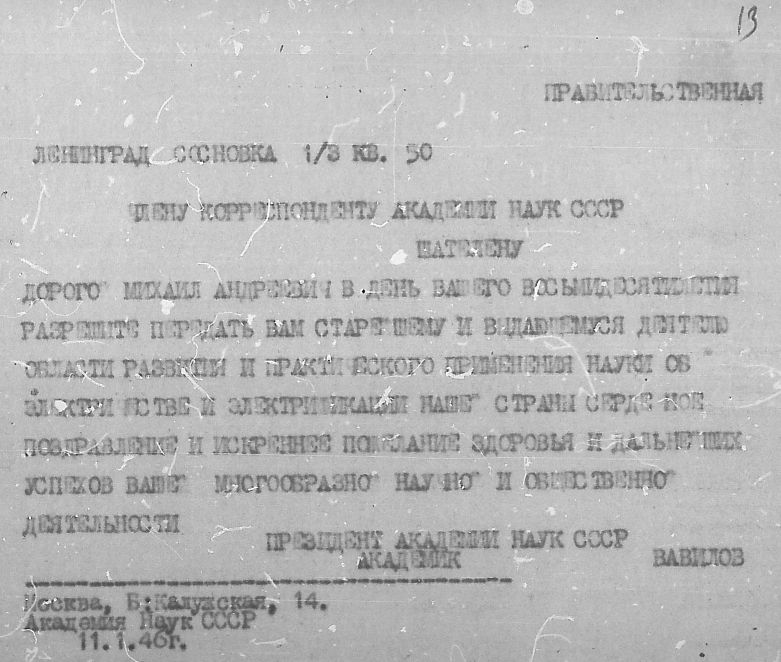 13
ПРАВИТЕЛЬСТВЕННАЯ
ЛЕНИНГРАД СОСНОВКА 1/3 КВ. 50
ЧЛЕНУ КОРРЕСПОНДЕНТУ АКАДЕМИИ НАУК СССР
ШАТЕЛЕНУ
ДОРОГОЙ МИХАИЛ АНДРЕЕВИЧ В ДЕНЬ ВАШЕГО ВОСЬМИДЕСЯТИЛЕТИЯ
РАЗРЕШИТЕ ПЕРЕДАТЬ ВАМ СТАРЕЙШЕМУ И ВЫДАЮЩЕМУСЯ ДЕЯТЕЛЮ
ОБЛАСТИ РАЗВИТИЯ И ПРАКТИЧЕСКОГО ПРИМЕНЕНИЯ НАУКИ ОБ
ЭЛЕКТРИЧЕСТВЕ И ЭЛЕКТРИФИКАЦИИ НАШЕЙ СТРАНЫ СЕРДЕЧНОЕ
ПОЗДРАВЛЕНИЕ И ИСКРЕННЕЕ ПОЖЕЛАНИЕ ЗДОРОВЬЯ И ДАЛЬНЕЙШИХ
УСПЕХОВ ВАШЕЙ МНОГООБРАЗНОЙ НАУЧНОЙ И ОБЩЕСТВЕННОЙ
ДЕЯТЕЛЬНОСТИ
ПРЕЗИДЕНТ АКАДЕМИИ НАУК СССР
АКАДЕМИК ВАВИЛОВ
Москва, Б.Калужская, 14.
Академия Наук СССР
11.1.46г.